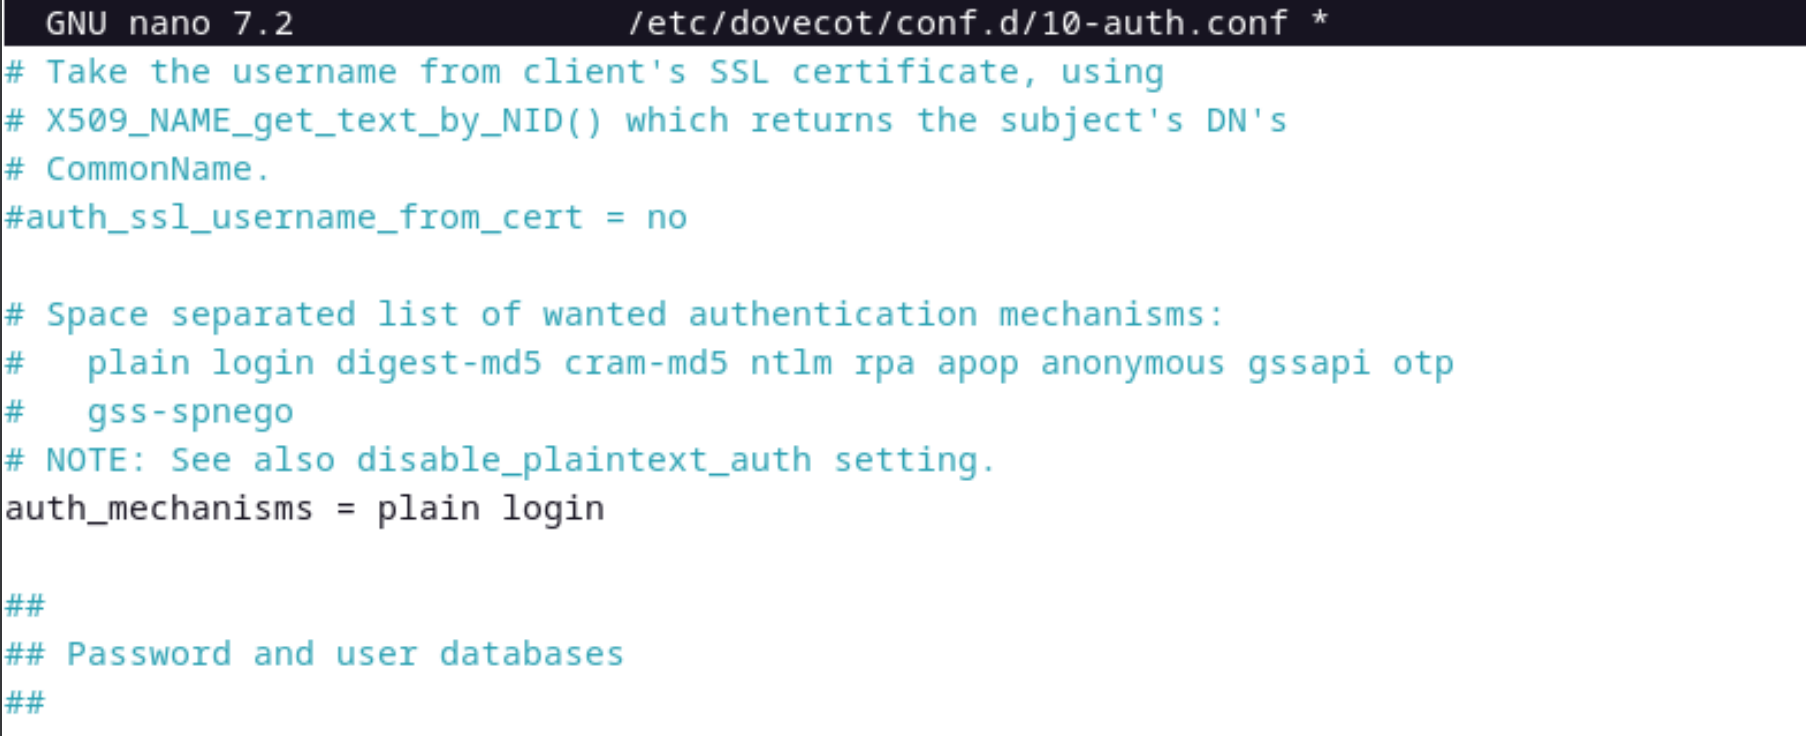 GNU nano 7.2 /etc/dovecot/conf.d/10-auth.conf *
# Take the username from client's SSL certificate, using
# X509_NAME_get_text_by_NID() which returns the subject's DN's
# CommonName.
#auth_ssl_username_from_cert = no

# Space separated list of wanted authentication mechanisms:
#   plain login digest-md5 cram-md5 ntlm rpa apop anonymous gssapi otp
#   gss-spnego
# NOTE: See also disable_plaintext_auth setting.
auth_mechanisms = plain login

##
## Password and user databases
##